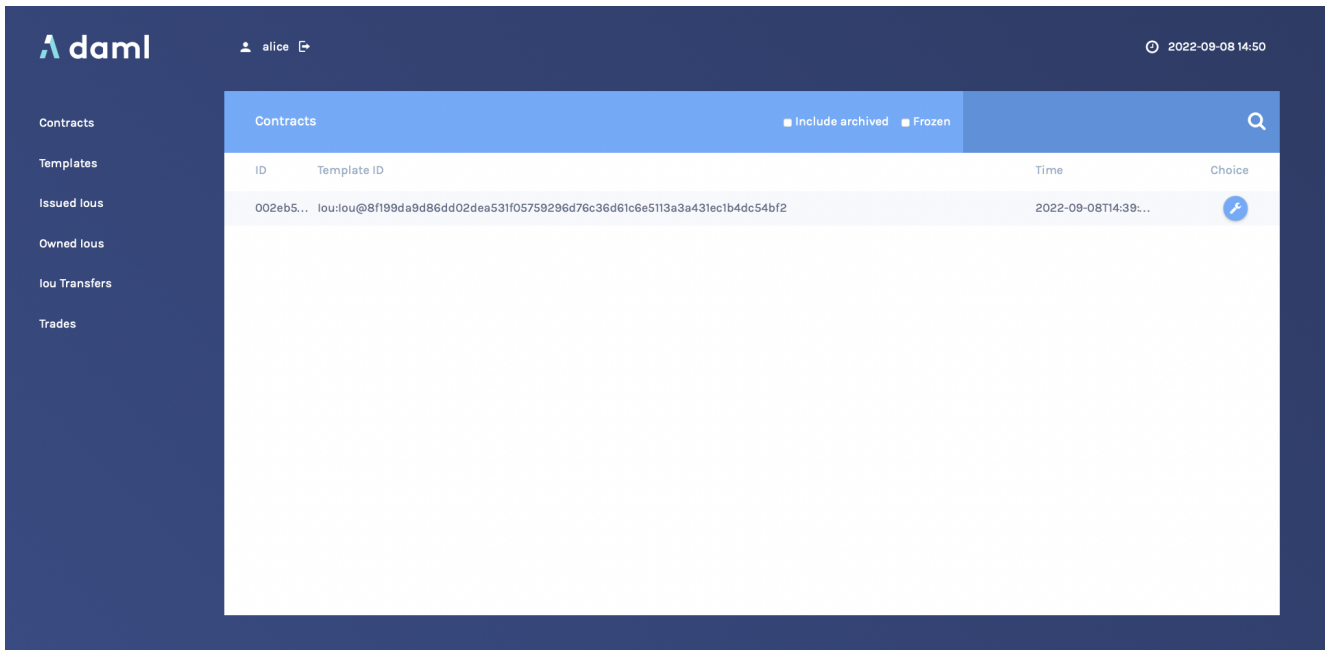 daml
alice
2022-09-08 14:50
Contracts
Templates
Issued Ious
Owned Ious
Iou Transfers
Trades
Contracts
Include archived
Frozen
ID Template ID Time Choice
002eb5... Iou:Iou@8f199da9d86dd02dea531f05759296d76c36d61c6e5113a3a431ec1b4dc54bf2 2022-09-08T14:39:...